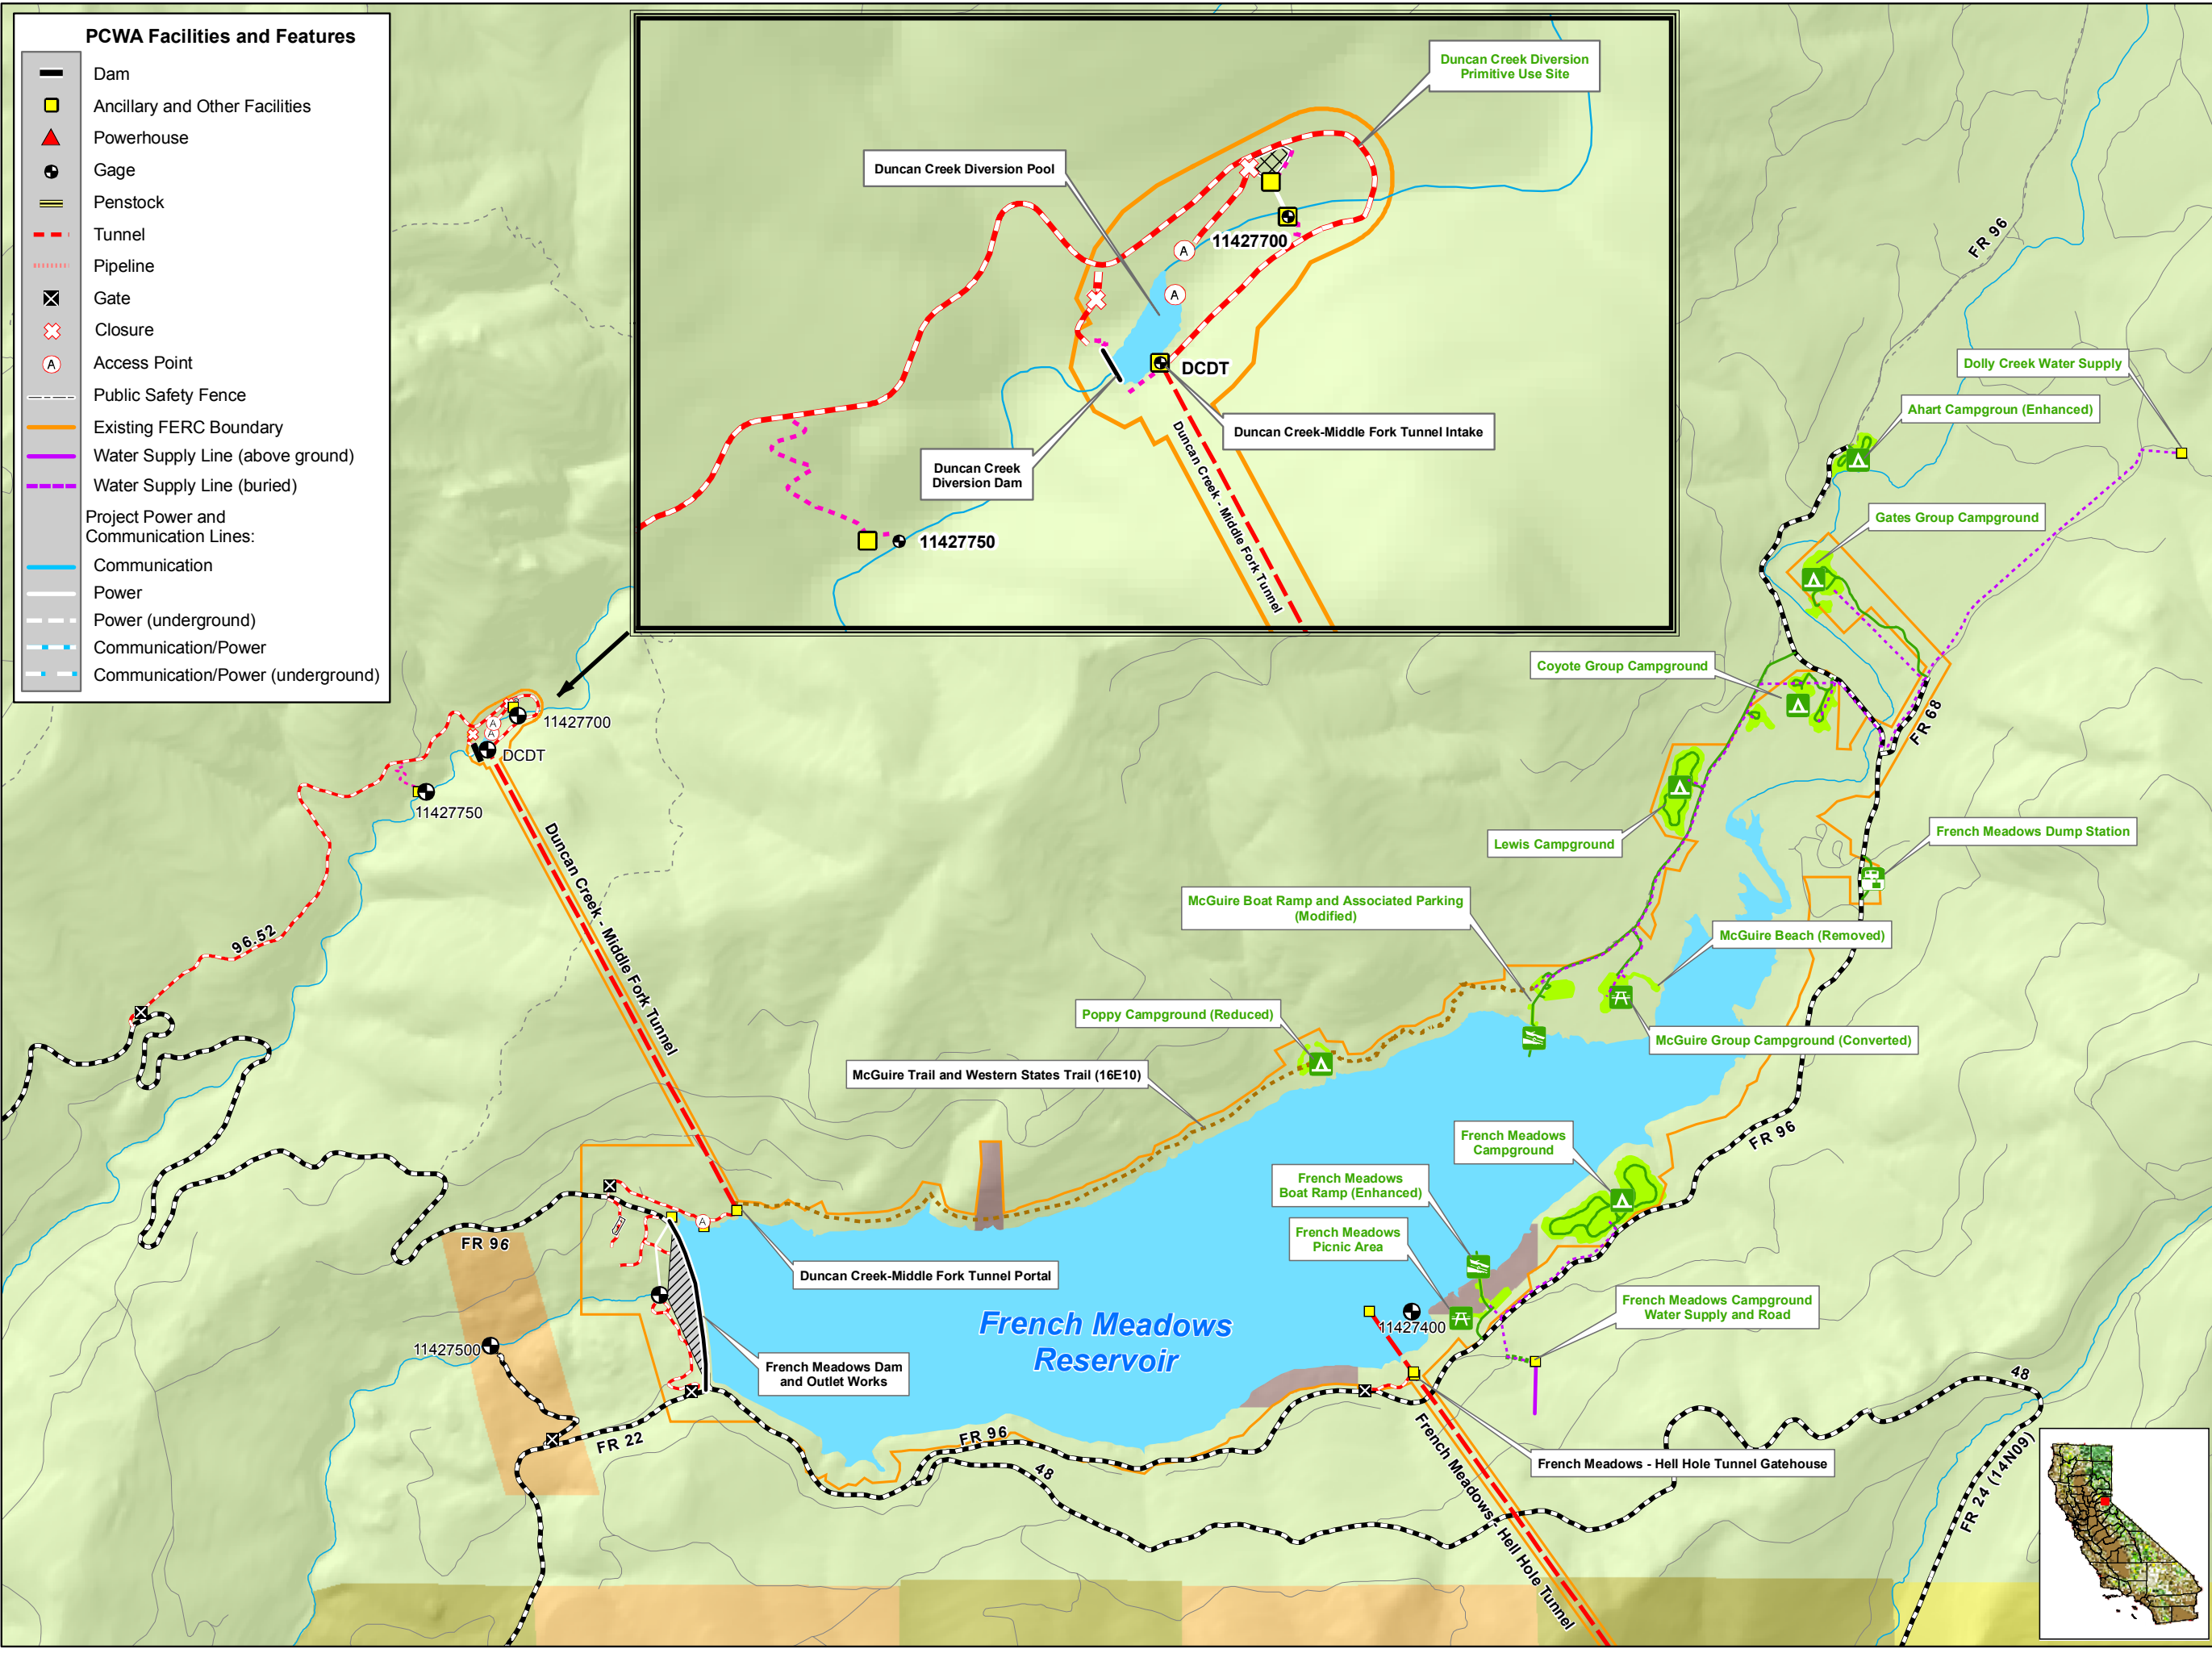 PCWA Facilities and Features
Dam
Ancillary and Other Facilities
Powerhouse
Gage
Penstock
Tunnel
Pipeline
Gate
Closure
A
Access Point
Public Safety Fence
Existing FERC Boundary
Water Supply Line (above ground)
Water Supply Line (buried)
Project Power and
Communication Lines:
Communication
Power
Power (underground)
Communication/Power
Communication/Power (underground)
Duncan Creek Diversion
Primitive Use Site
Duncan Creek Diversion Pool
11427700
A
A
DCDT
Duncan Creek-Middle Fork Tunnel Intake
Duncan Creek
Diversion Dam
Duncan Creek - Middle Fork Tunnel
11427750
FR 96
Dolly Creek Water Supply
Ahart Campgroun (Enhanced)
Gates Group Campground
Coyote Group Campground
FR 68
11427700
A
A
DCDT
11427750
Lewis Campground
French Meadows Dump Station
Duncan Creek - Middle Fork Tunnel
96.52
McGuire Boat Ramp and Associated Parking
(Modified)
McGuire Beach (Removed)
Poppy Campground (Reduced)
McGuire Group Campground (Converted)
McGuire Trail and Western States Trail (16E10)
FR 96
French Meadows
Campground
French Meadows
Boat Ramp (Enhanced)
French Meadows
Picnic Area
A
FR 96
Duncan Creek-Middle Fork Tunnel Portal
French Meadows
Reservoir
11427400
French Meadows Campground
Water Supply and Road
11427500
French Meadows Dam
and Outlet Works
FR 22
FR 96
48
48
French Meadows - Hell Hole Tunnel Gatehouse
French Meadows - Hell Hole Tunnel
FR 24 (14N09)